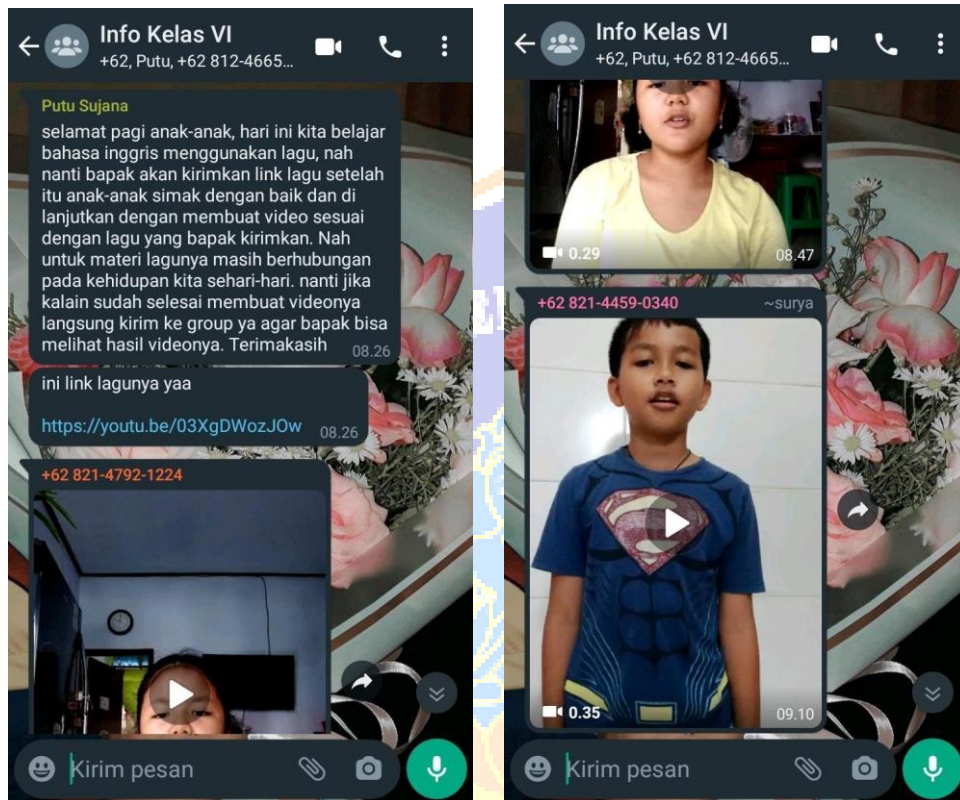 Info Kelas VI
+62, Putu, +62 812-4665...
Putu Sujana
selamat pagi anak-anak, hari ini kita belajar
bahasa inggris menggunakan lagu, nah
nanti bapak akan kirimkan link lagu setelah
itu anak-anak simak dengan baik dan di
lanjutkan dengan membuat video sesuai
dengan lagu yang bapak kirimkan. Nah
untuk materi lagunya masih berhubungan
pada kehidupan kita sehari-hari. nanti jika
kalain sudah selesai membuat videonya
langsung kirim ke group ya agar bapak bisa
melihat hasil videonya. Terimakasih 08.26
ini link lagunya yaa
https://youtu.be/03XgDWozJOw 08.26
+62 821-4792-1224
Kirim pesan
Info Kelas VI
+62, Putu, +62 812-4665...
0.29 08.47
+62 821-4459-0340 ~surya
0.35 09.10
Kirim pesan